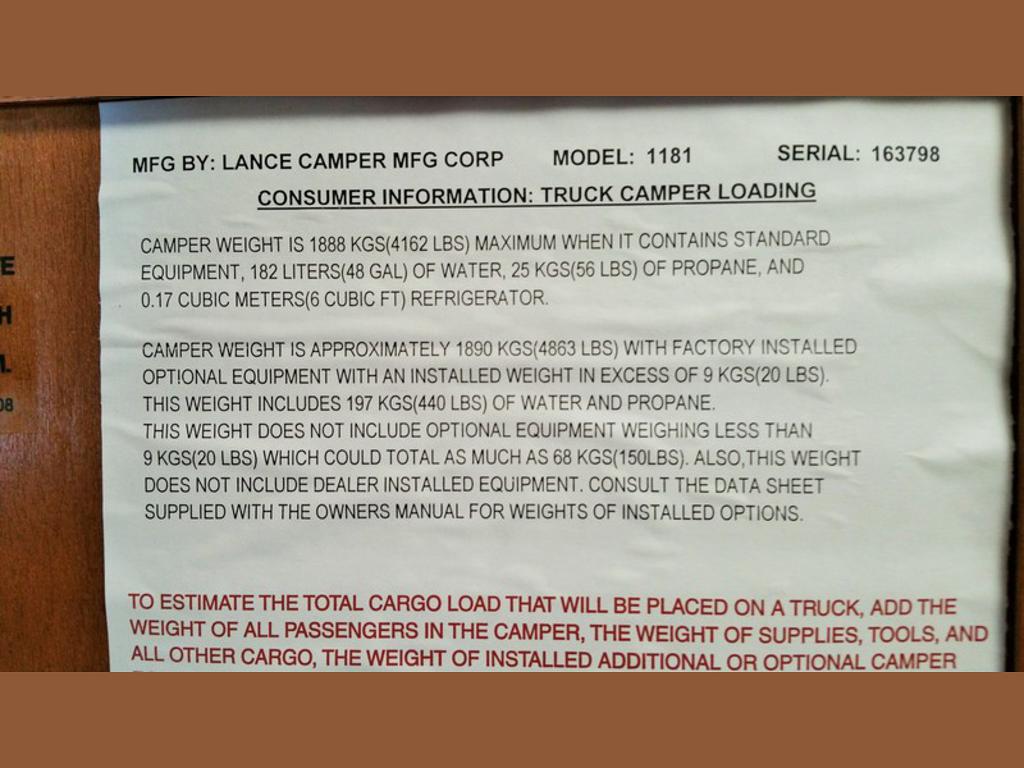 MFG BY: LANCE CAMPER MFG CORP MODEL: 1181 SERIAL: 163798
CONSUMER INFORMATION: TRUCK CAMPER LOADING
CAMPER WEIGHT IS 1888 KGS(4162 LBS) MAXIMUM WHEN IT CONTAINS STANDARD
EQUIPMENT, 182 LITERS(48 GAL) OF WATER, 25 KGS(56 LBS) OF PROPANE, AND
0.17 CUBIC METERS(6 CUBIC FT) REFRIGERATOR.
CAMPER WEIGHT IS APPROXIMATELY 1890 KGS(4863 LBS) WITH FACTORY INSTALLED
OPTIONAL EQUIPMENT WITH AN INSTALLED WEIGHT IN EXCESS OF 9 KGS(20 LBS).
THIS WEIGHT INCLUDES 197 KGS(440 LBS) OF WATER AND PROPANE.
THIS WEIGHT DOES NOT INCLUDE OPTIONAL EQUIPMENT WEIGHING LESS THAN
9 KGS(20 LBS) WHICH COULD TOTAL AS MUCH AS 68 KGS(150LBS). ALSO,THIS WEIGHT
DOES NOT INCLUDE DEALER INSTALLED EQUIPMENT. CONSULT THE DATA SHEET
SUPPLIED WITH THE OWNERS MANUAL FOR WEIGHTS OF INSTALLED OPTIONS.
TO ESTIMATE THE TOTAL CARGO LOAD THAT WILL BE PLACED ON A TRUCK, ADD THE
WEIGHT OF ALL PASSENGERS IN THE CAMPER, THE WEIGHT OF SUPPLIES, TOOLS, AND
ALL OTHER CARGO, THE WEIGHT OF INSTALLED ADDITIONAL OR OPTIONAL CAMPER